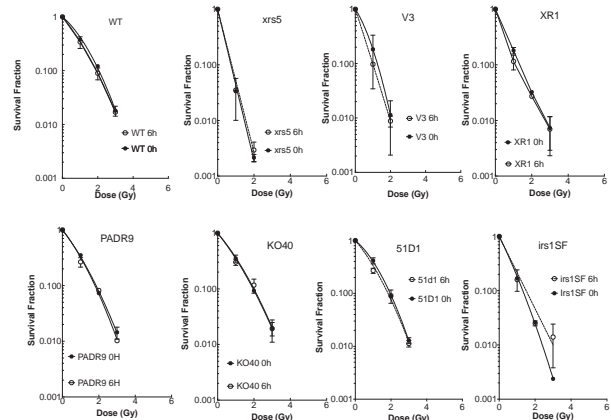 WT
Survival Fraction
1
0.100
0.010
0.001
0 2 4 6
Dose (Gy)
WT 6h
WT 0h
xrs5
Survival Fraction
1
0.100
0.010
0.001
0 2 4 6
Dose (Gy)
xrs5 6h
xrs5 0h
V3
Survival Fraction
1
0.100
0.010
0.001
0 2 4 6
Dose (Gy)
V3 6h
V3 0h
XR1
Survival Fraction
1
0.100
0.010
0.001
0 2 4 6
Dose (Gy)
XR1 0h
XR1 6h
PADR9
Survival Fraction
1
0.100
0.010
0.001
0 2 4 6
Dose (Gy)
PADR9 0H
PADR9 6H
KO40
Survival Fraction
1
0.100
0.010
0.001
0 2 4 6
Dose (Gy)
KO40 0h
KO40 6h
51D1
Survival Fraction
1
0.100
0.010
0.001
0 2 4 6
Dose (Gy)
51d1 6h
51D1 0h
irs1SF
Survival Fraction
1
0.100
0.010
0.001
0 2 4 6
Dose (Gy)
irs1SF 6h
Irs1SF 0h